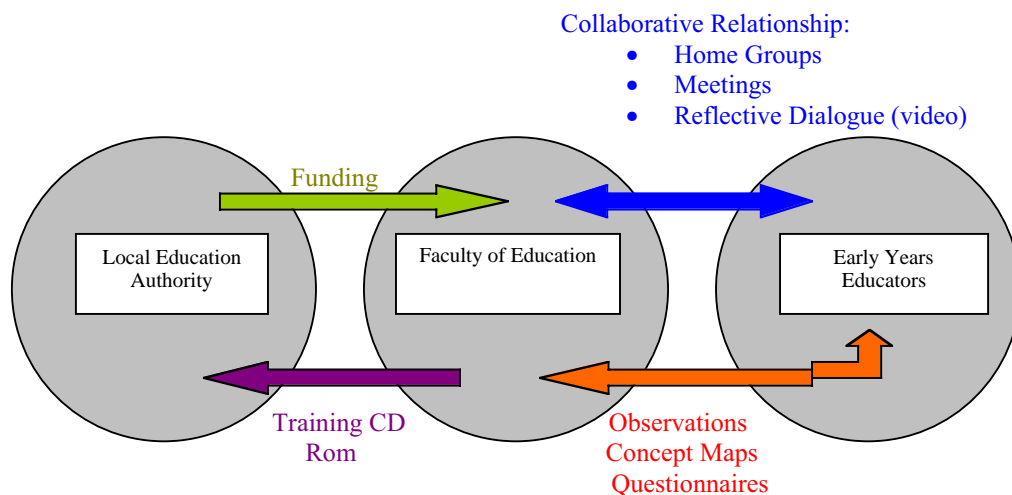 Collaborative Relationship:
• Home Groups
• Meetings
• Reflective Dialogue (video)
Funding
Local Education
Authority
Faculty of Education
Early Years
Educators
Training CD
Rom
Observations
Concept Maps
Questionnaires